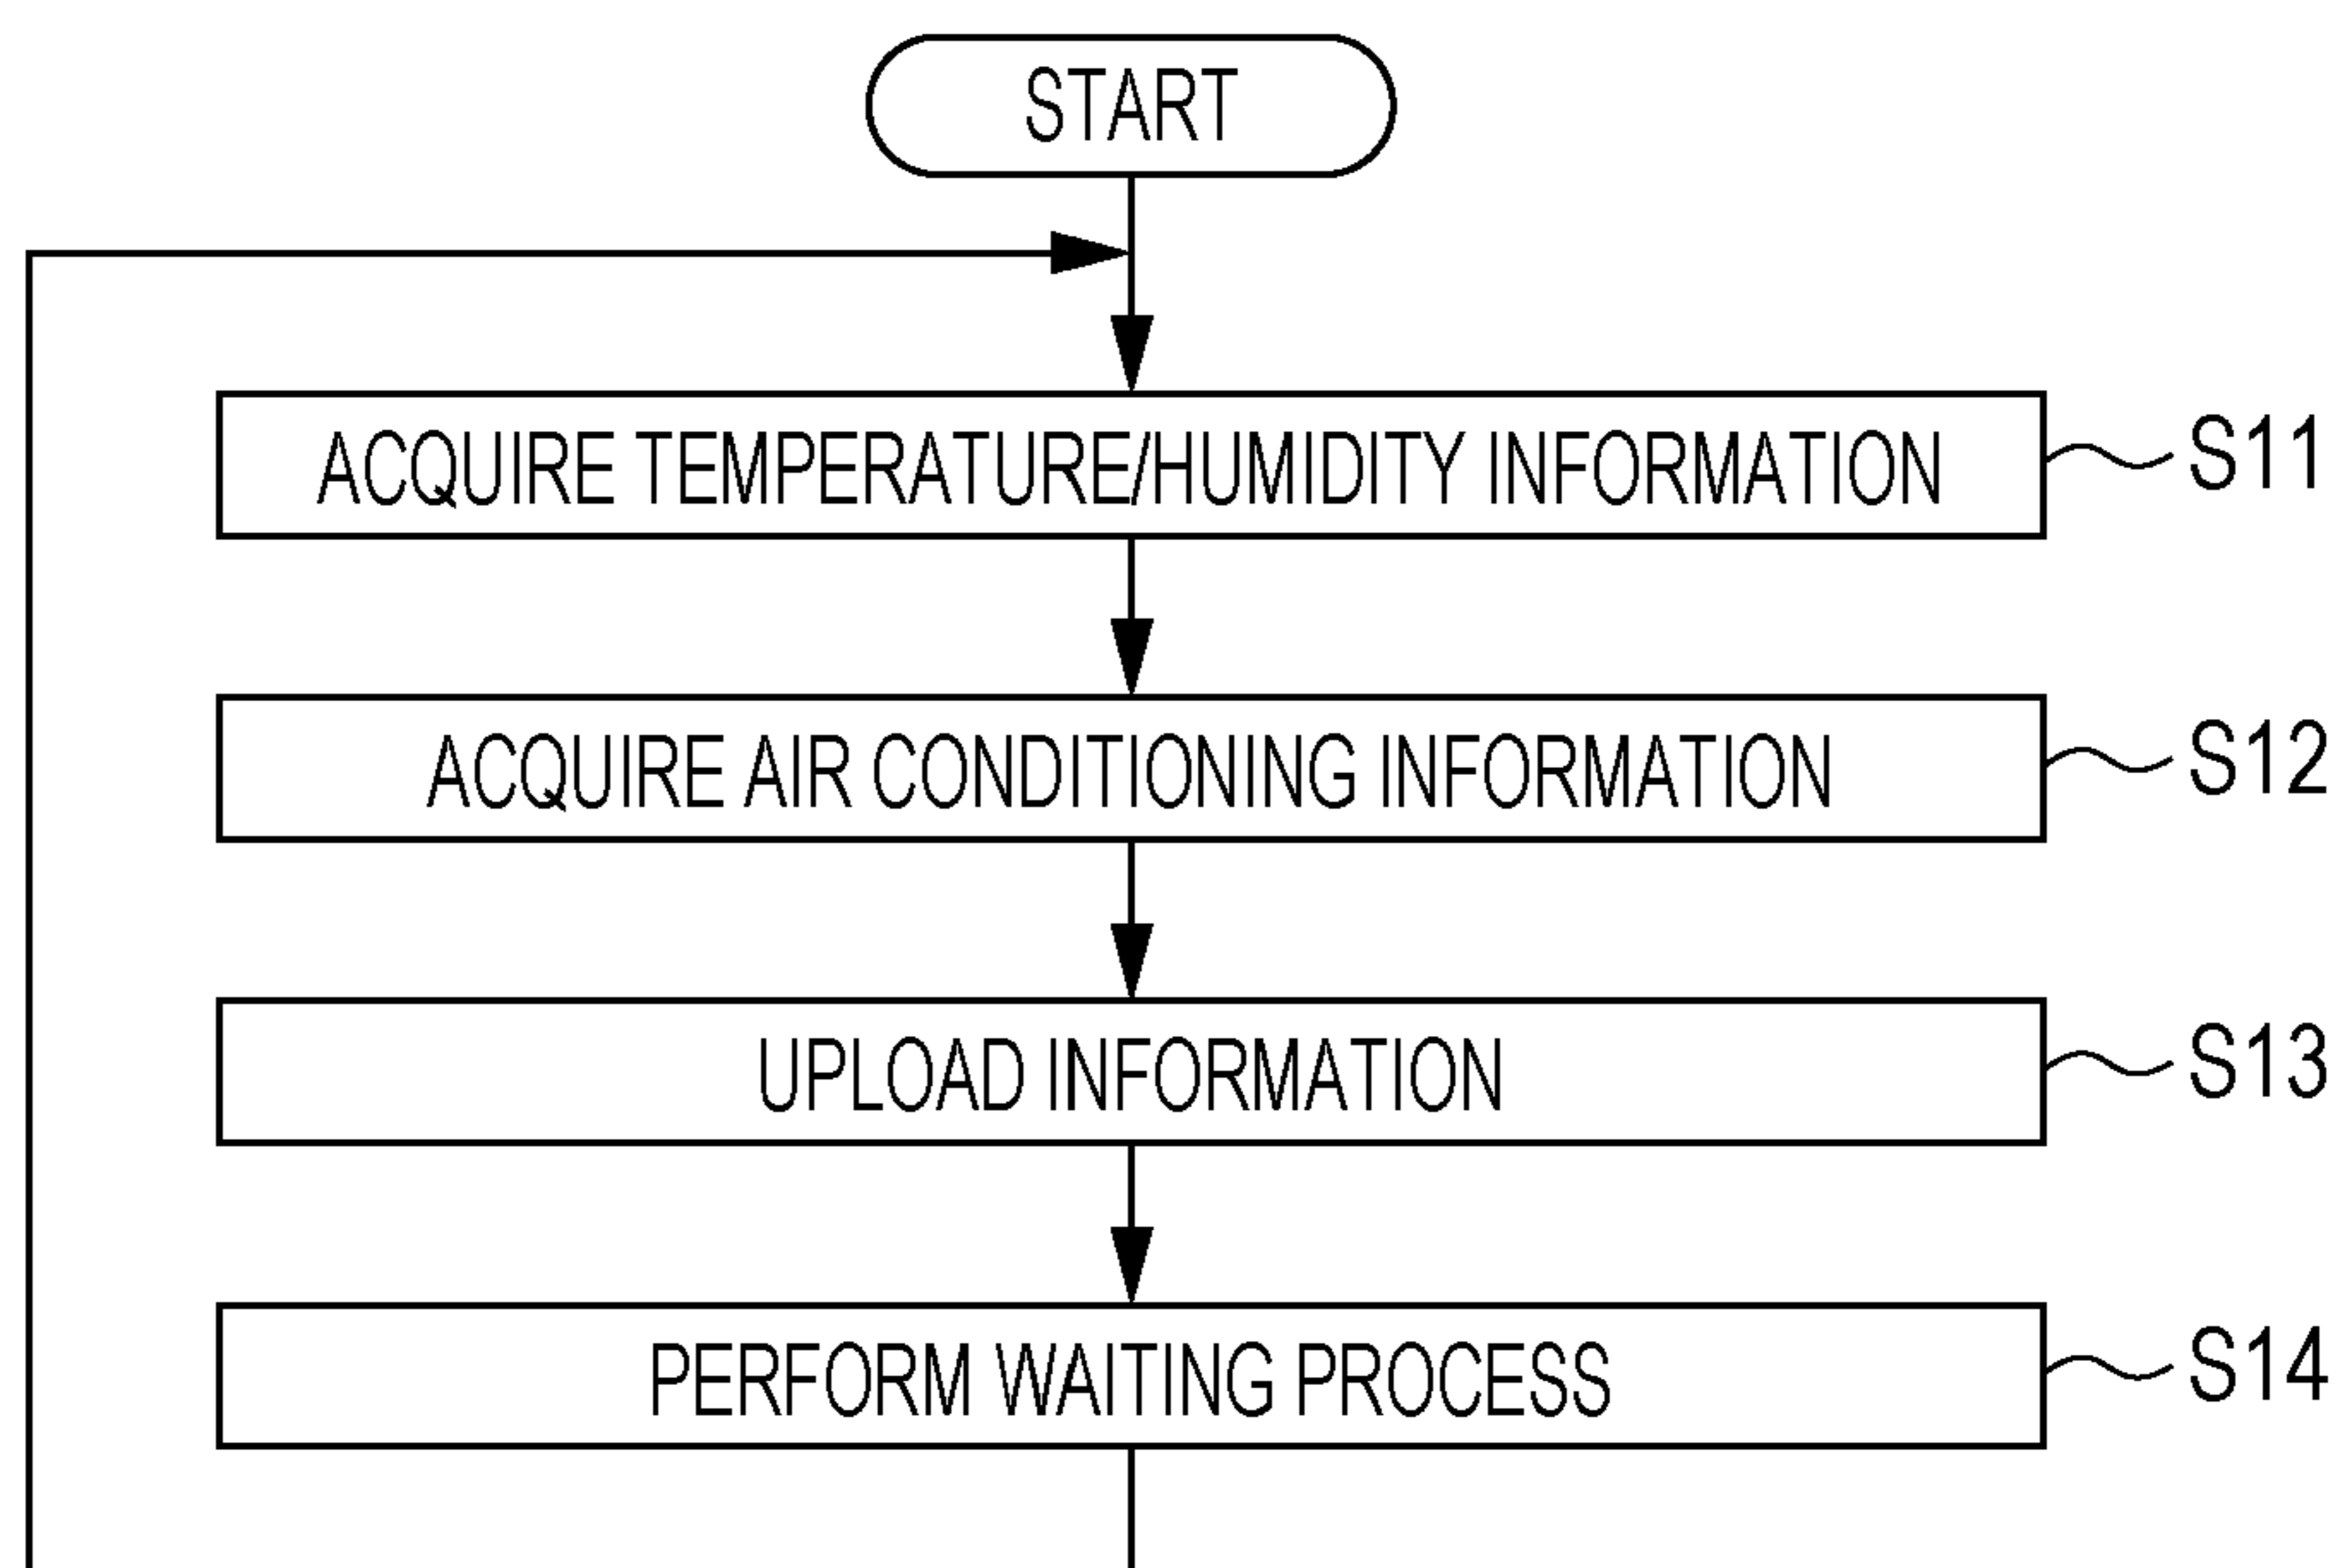 START
ACQUIRE TEMPERATURE/HUMIDITY INFORMATION S11
ACQUIRE AIR CONDITIONING INFORMATION S12
UPLOAD INFORMATION S13
PERFORM WAITING PROCESS S14